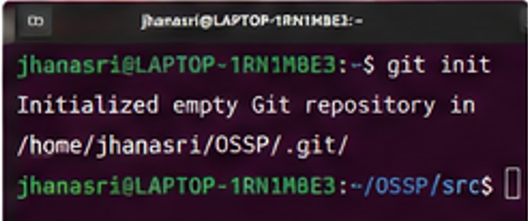 jhanasri@LAPTOP-1RN1MBE3:~
jhanasri@LAPTOP-1RN1MBE3:~$ git init
Initialized empty Git repository in
/home/jhanasri/OSSP/.git/
jhanasri@LAPTOP-1RN1MBE3:~/OSSP/src$